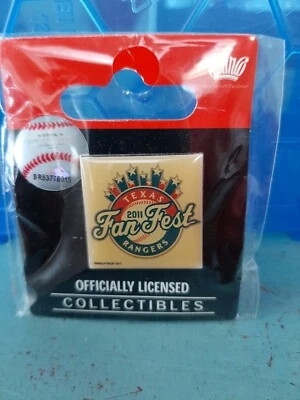 TEXAS
2011
Fan Fest
RANGERS
OFFICIALLY LICENSED
COLLECTIBLES